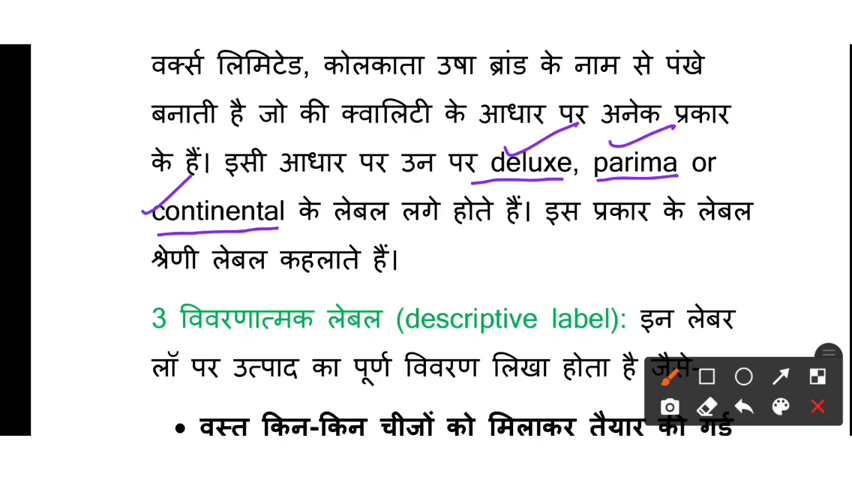 वर्क्स लिमिटेड, कोलकाता उषा ब्रांड के नाम से पंखे
बनाती है जो की क्वालिटी के आधार पर अनेक प्रकार
के हैं। इसी आधार पर उन पर deluxe, parima or
continental के लेबल लगे होते हैं। इस प्रकार के लेबल
श्रेणी लेबल कहलाते हैं।
3 विवरणात्मक लेबल (descriptive label): इन लेबर
लॉ पर उत्पाद का पूर्ण विवरण लिखा होता है जैसे-
• वस्त किन-किन चीजों को मिलाकर तैयार की गई